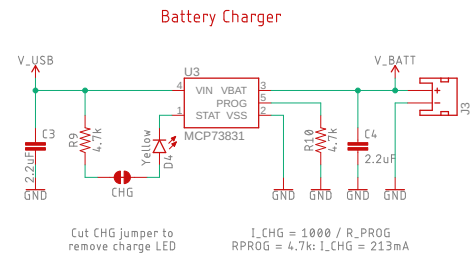 Battery Charger
V_USB
V_BATT
U3
4 VIN VBAT 3
PROG 5
1 STAT VSS 2
MCP73831
C3
2.2uF
R9
4.7k
Yellow
D4
R10
4.7k
C4
2.2uF
J3
+
-
CHG
GND
GND
GND
GND
GND
Cut CHG jumper to
remove charge LED
I_CHG = 1000 / R_PROG
RPROG = 4.7k: I_CHG = 213mA